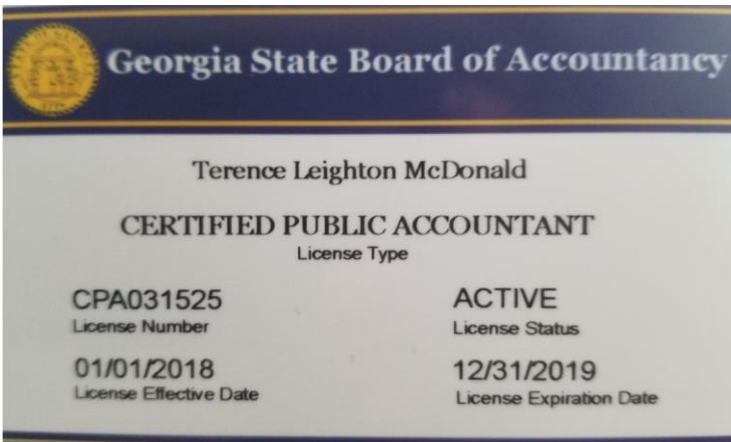 Georgia State Board of Accountancy
Terence Leighton McDonald
CERTIFIED PUBLIC ACCOUNTANT
License Type
CPA031525
License Number
ACTIVE
License Status
01/01/2018
License Effective Date
12/31/2019
License Expiration Date